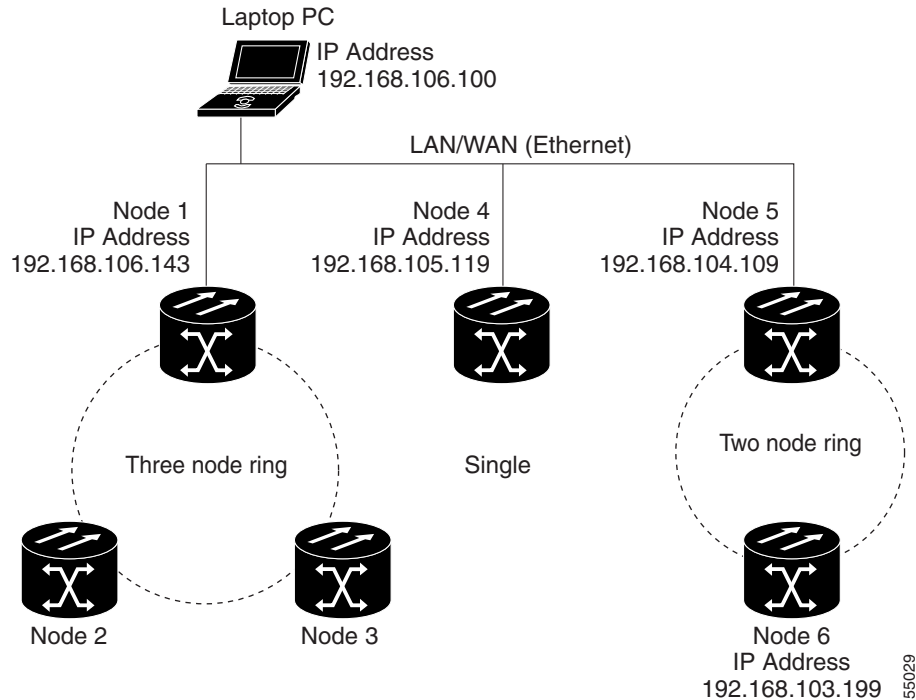 Laptop PC
IP Address
192.168.106.100
LAN/WAN (Ethernet)
Node 1
IP Address
192.168.106.143
Node 4
IP Address
192.168.105.119
Node 5
IP Address
192.168.104.109
Three node ring
Single
Two node ring
Node 2
Node 3
Node 6
IP Address
192.168.103.199
55029